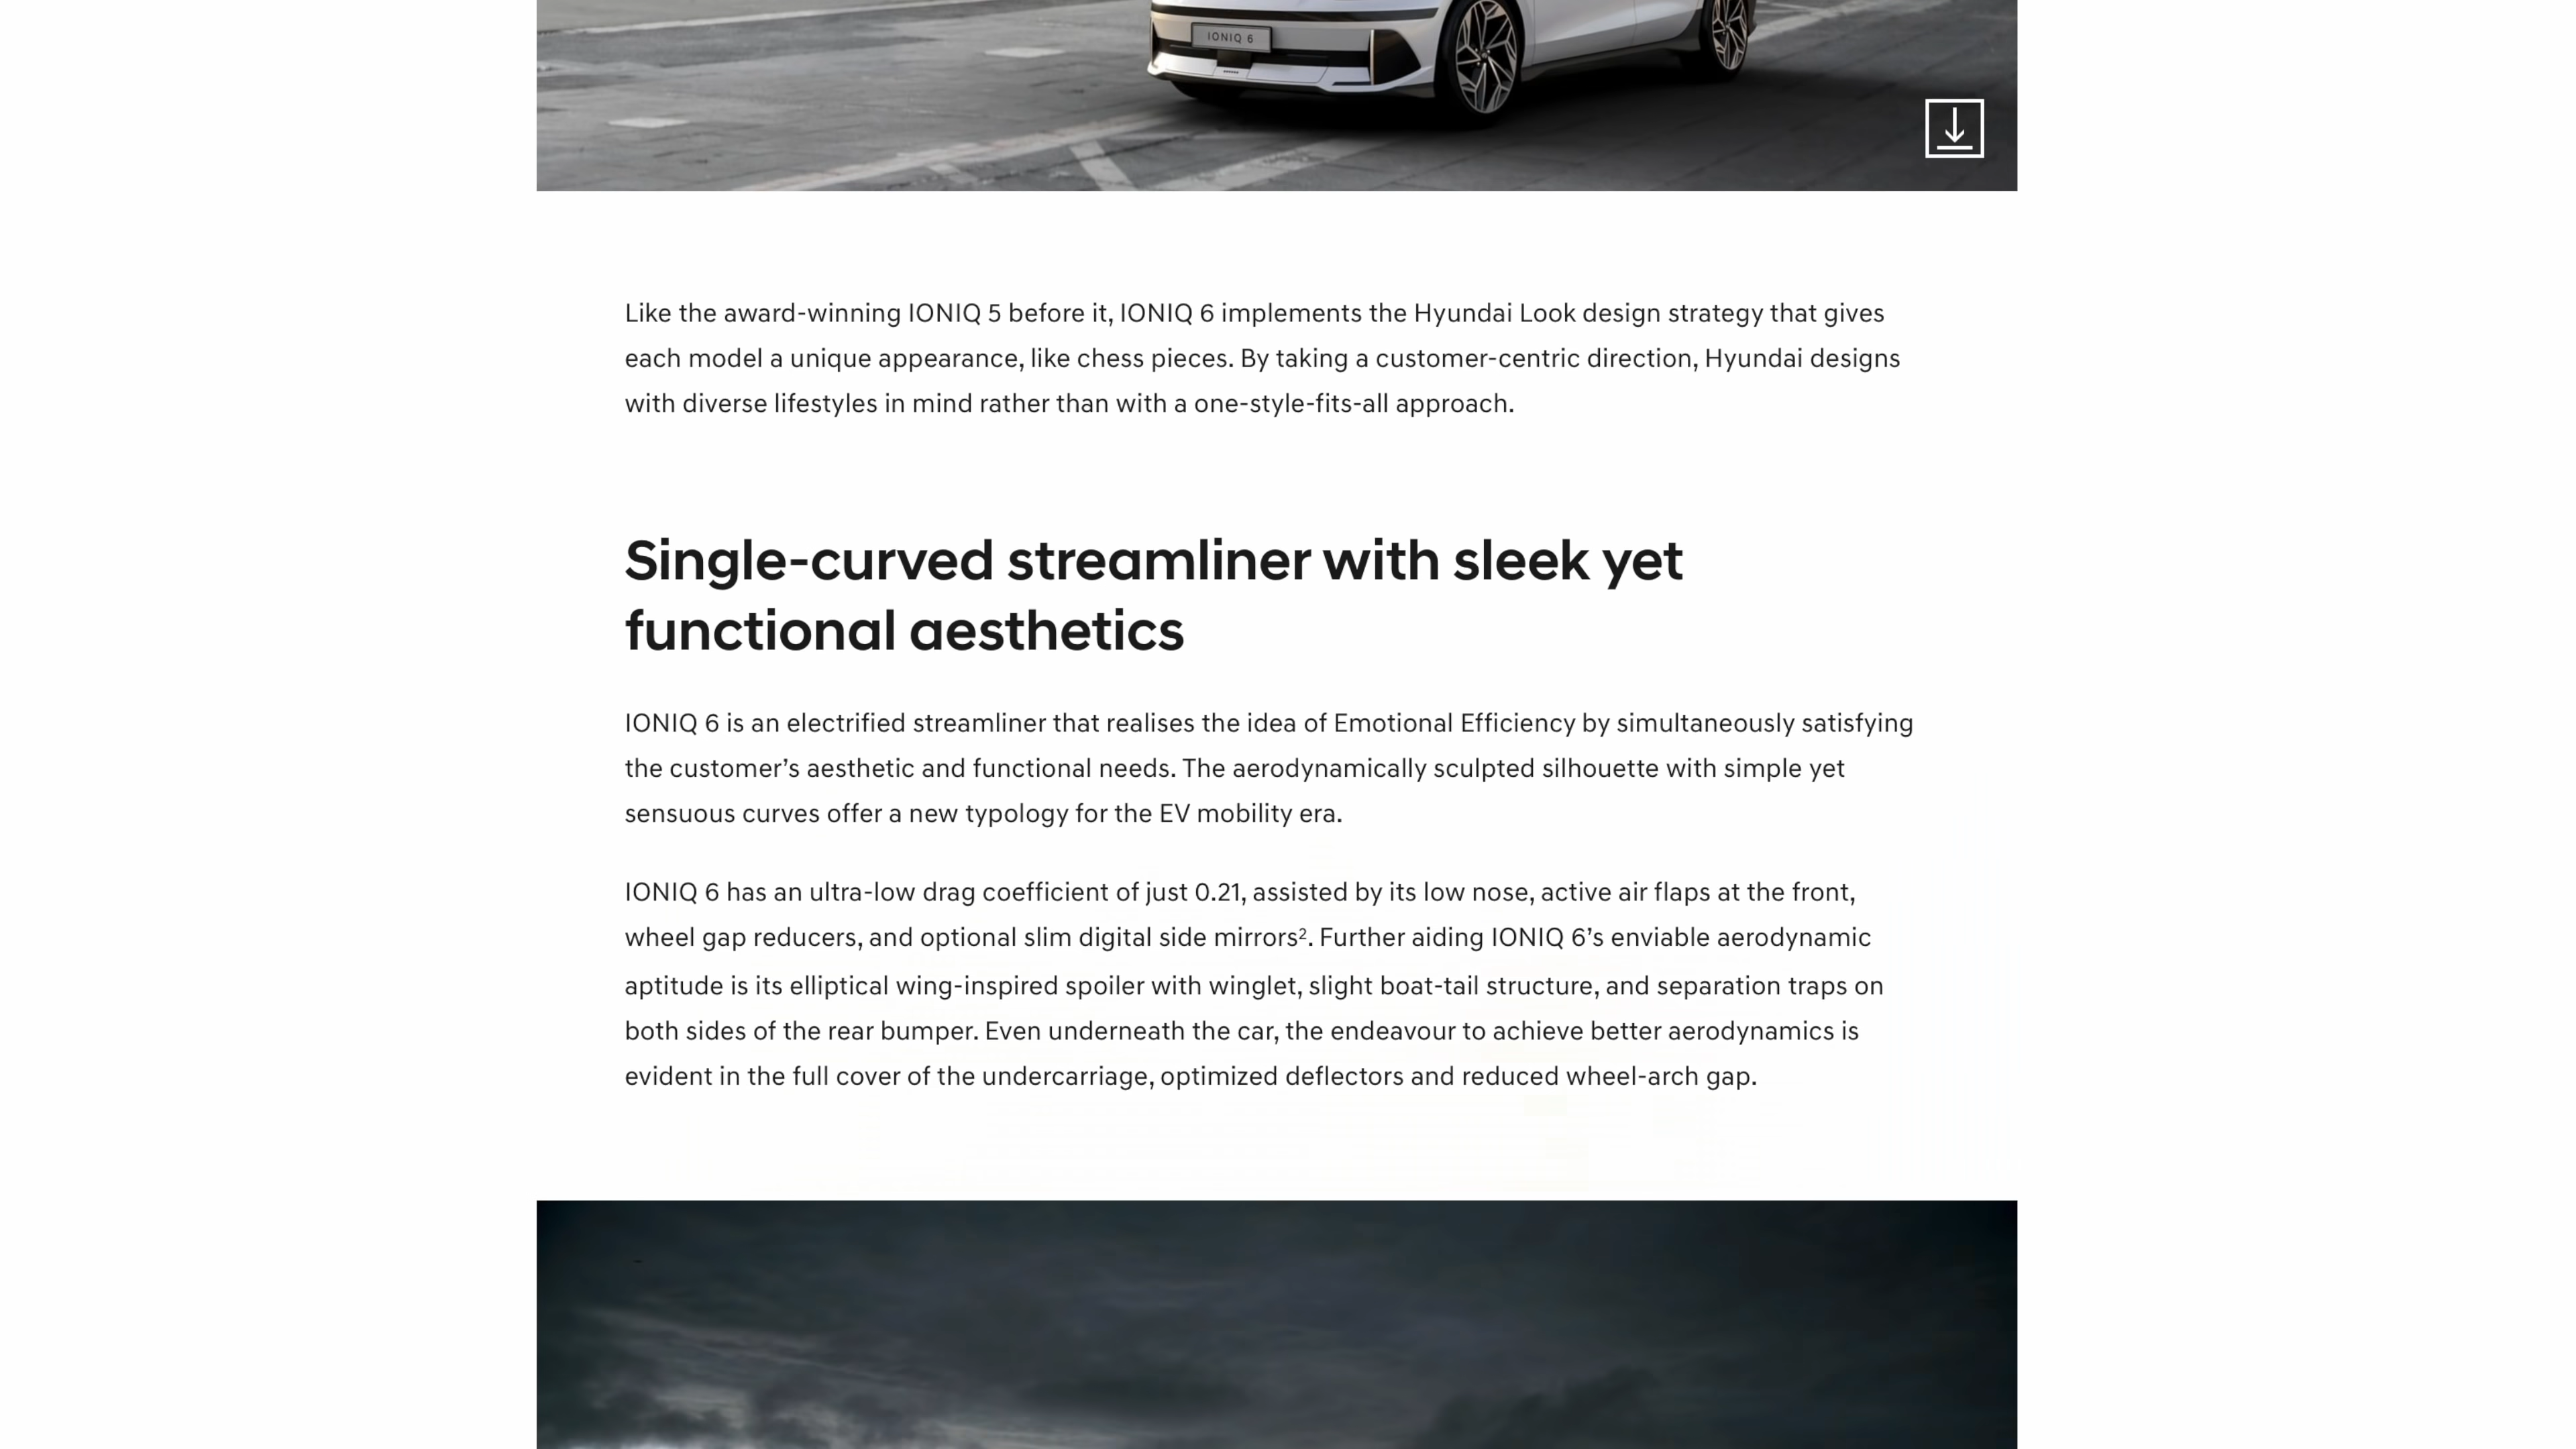 IONIQ 6
Like the award-winning IONIQ 5 before it, IONIQ 6 implements the Hyundai Look design strategy that gives
each model a unique appearance, like chess pieces. By taking a customer-centric direction, Hyundai designs
with diverse lifestyles in mind rather than with a one-style-fits-all approach.
Single-curved streamliner with sleek yet
functional aesthetics
IONIQ 6 is an electrified streamliner that realises the idea of Emotional Efficiency by simultaneously satisfying
the customer’s aesthetic and functional needs. The aerodynamically sculpted silhouette with simple yet
sensuous curves offer a new typology for the EV mobility era.
IONIQ 6 has an ultra-low drag coefficient of just 0.21, assisted by its low nose, active air flaps at the front,
wheel gap reducers, and optional slim digital side mirrors². Further aiding IONIQ 6’s enviable aerodynamic
aptitude is its elliptical wing-inspired spoiler with winglet, slight boat-tail structure, and separation traps on
both sides of the rear bumper. Even underneath the car, the endeavour to achieve better aerodynamics is
evident in the full cover of the undercarriage, optimized deflectors and reduced wheel-arch gap.